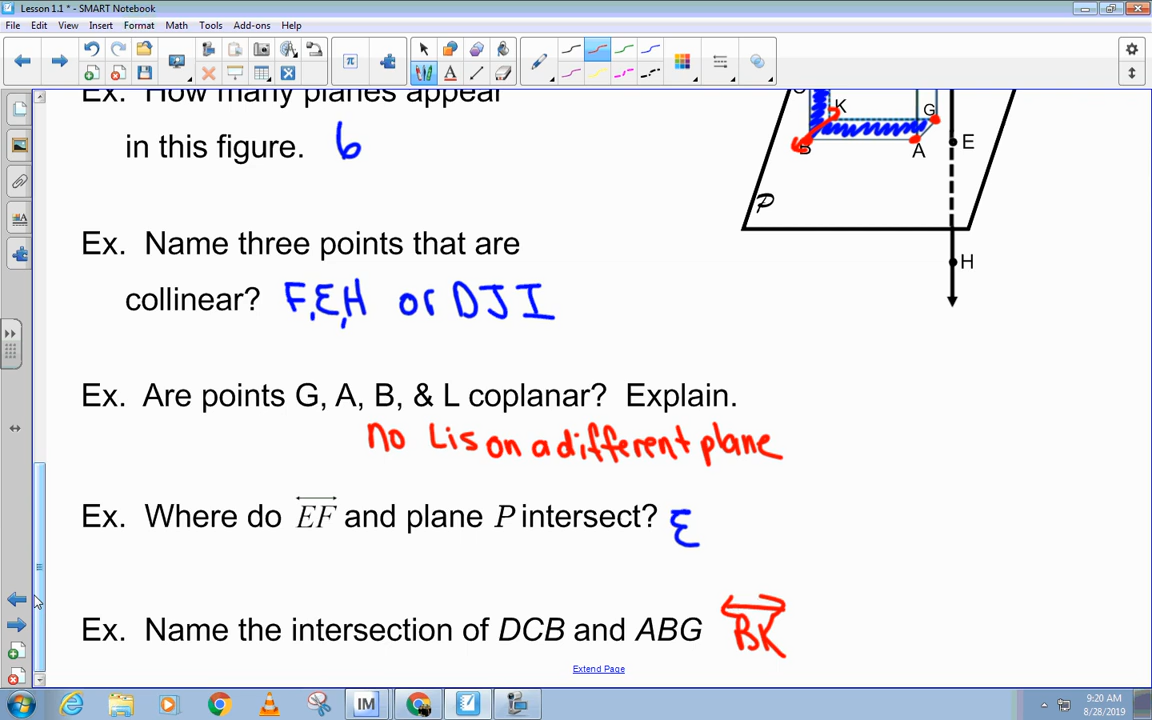 Lesson 1.1 * - SMART Notebook
File Edit View Insert Format Math Tools Add-ons Help
Ex. How many planes appear
in this figure. 6
K
G
B
A
E
P
H
Ex. Name three points that are
collinear? F,E,H or DJI
Ex. Are points G, A, B, & L coplanar? Explain.
no L is on a different plane
Ex. Where do EF and plane P intersect? E
Ex. Name the intersection of DCB and ABG BK
Extend Page
IM
9:20 AM
8/28/2019